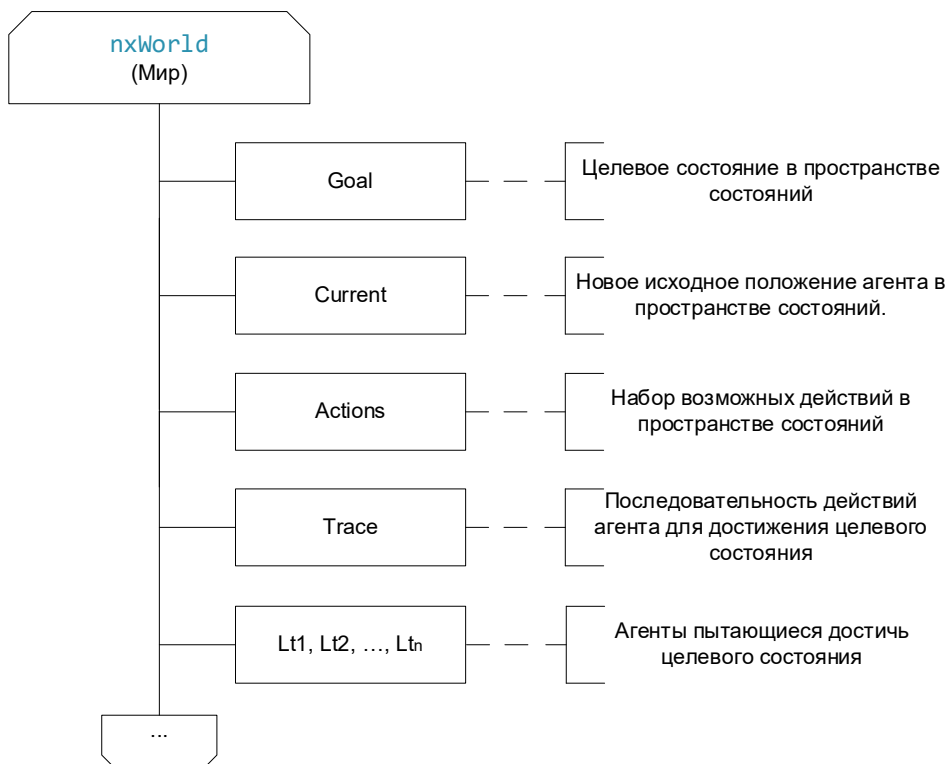 nxWorld
(Мир)
Goal
Целевое состояние в пространстве
состояний
Current
Новое исходное положение агента в
пространстве состояний.
Actions
Набор возможных действий в
пространстве состояний
Trace
Последовательность действий
агента для достижения целевого
состояния
Lt1, Lt2, …, Ltn
Агенты пытающиеся достичь
целевого состояния
...